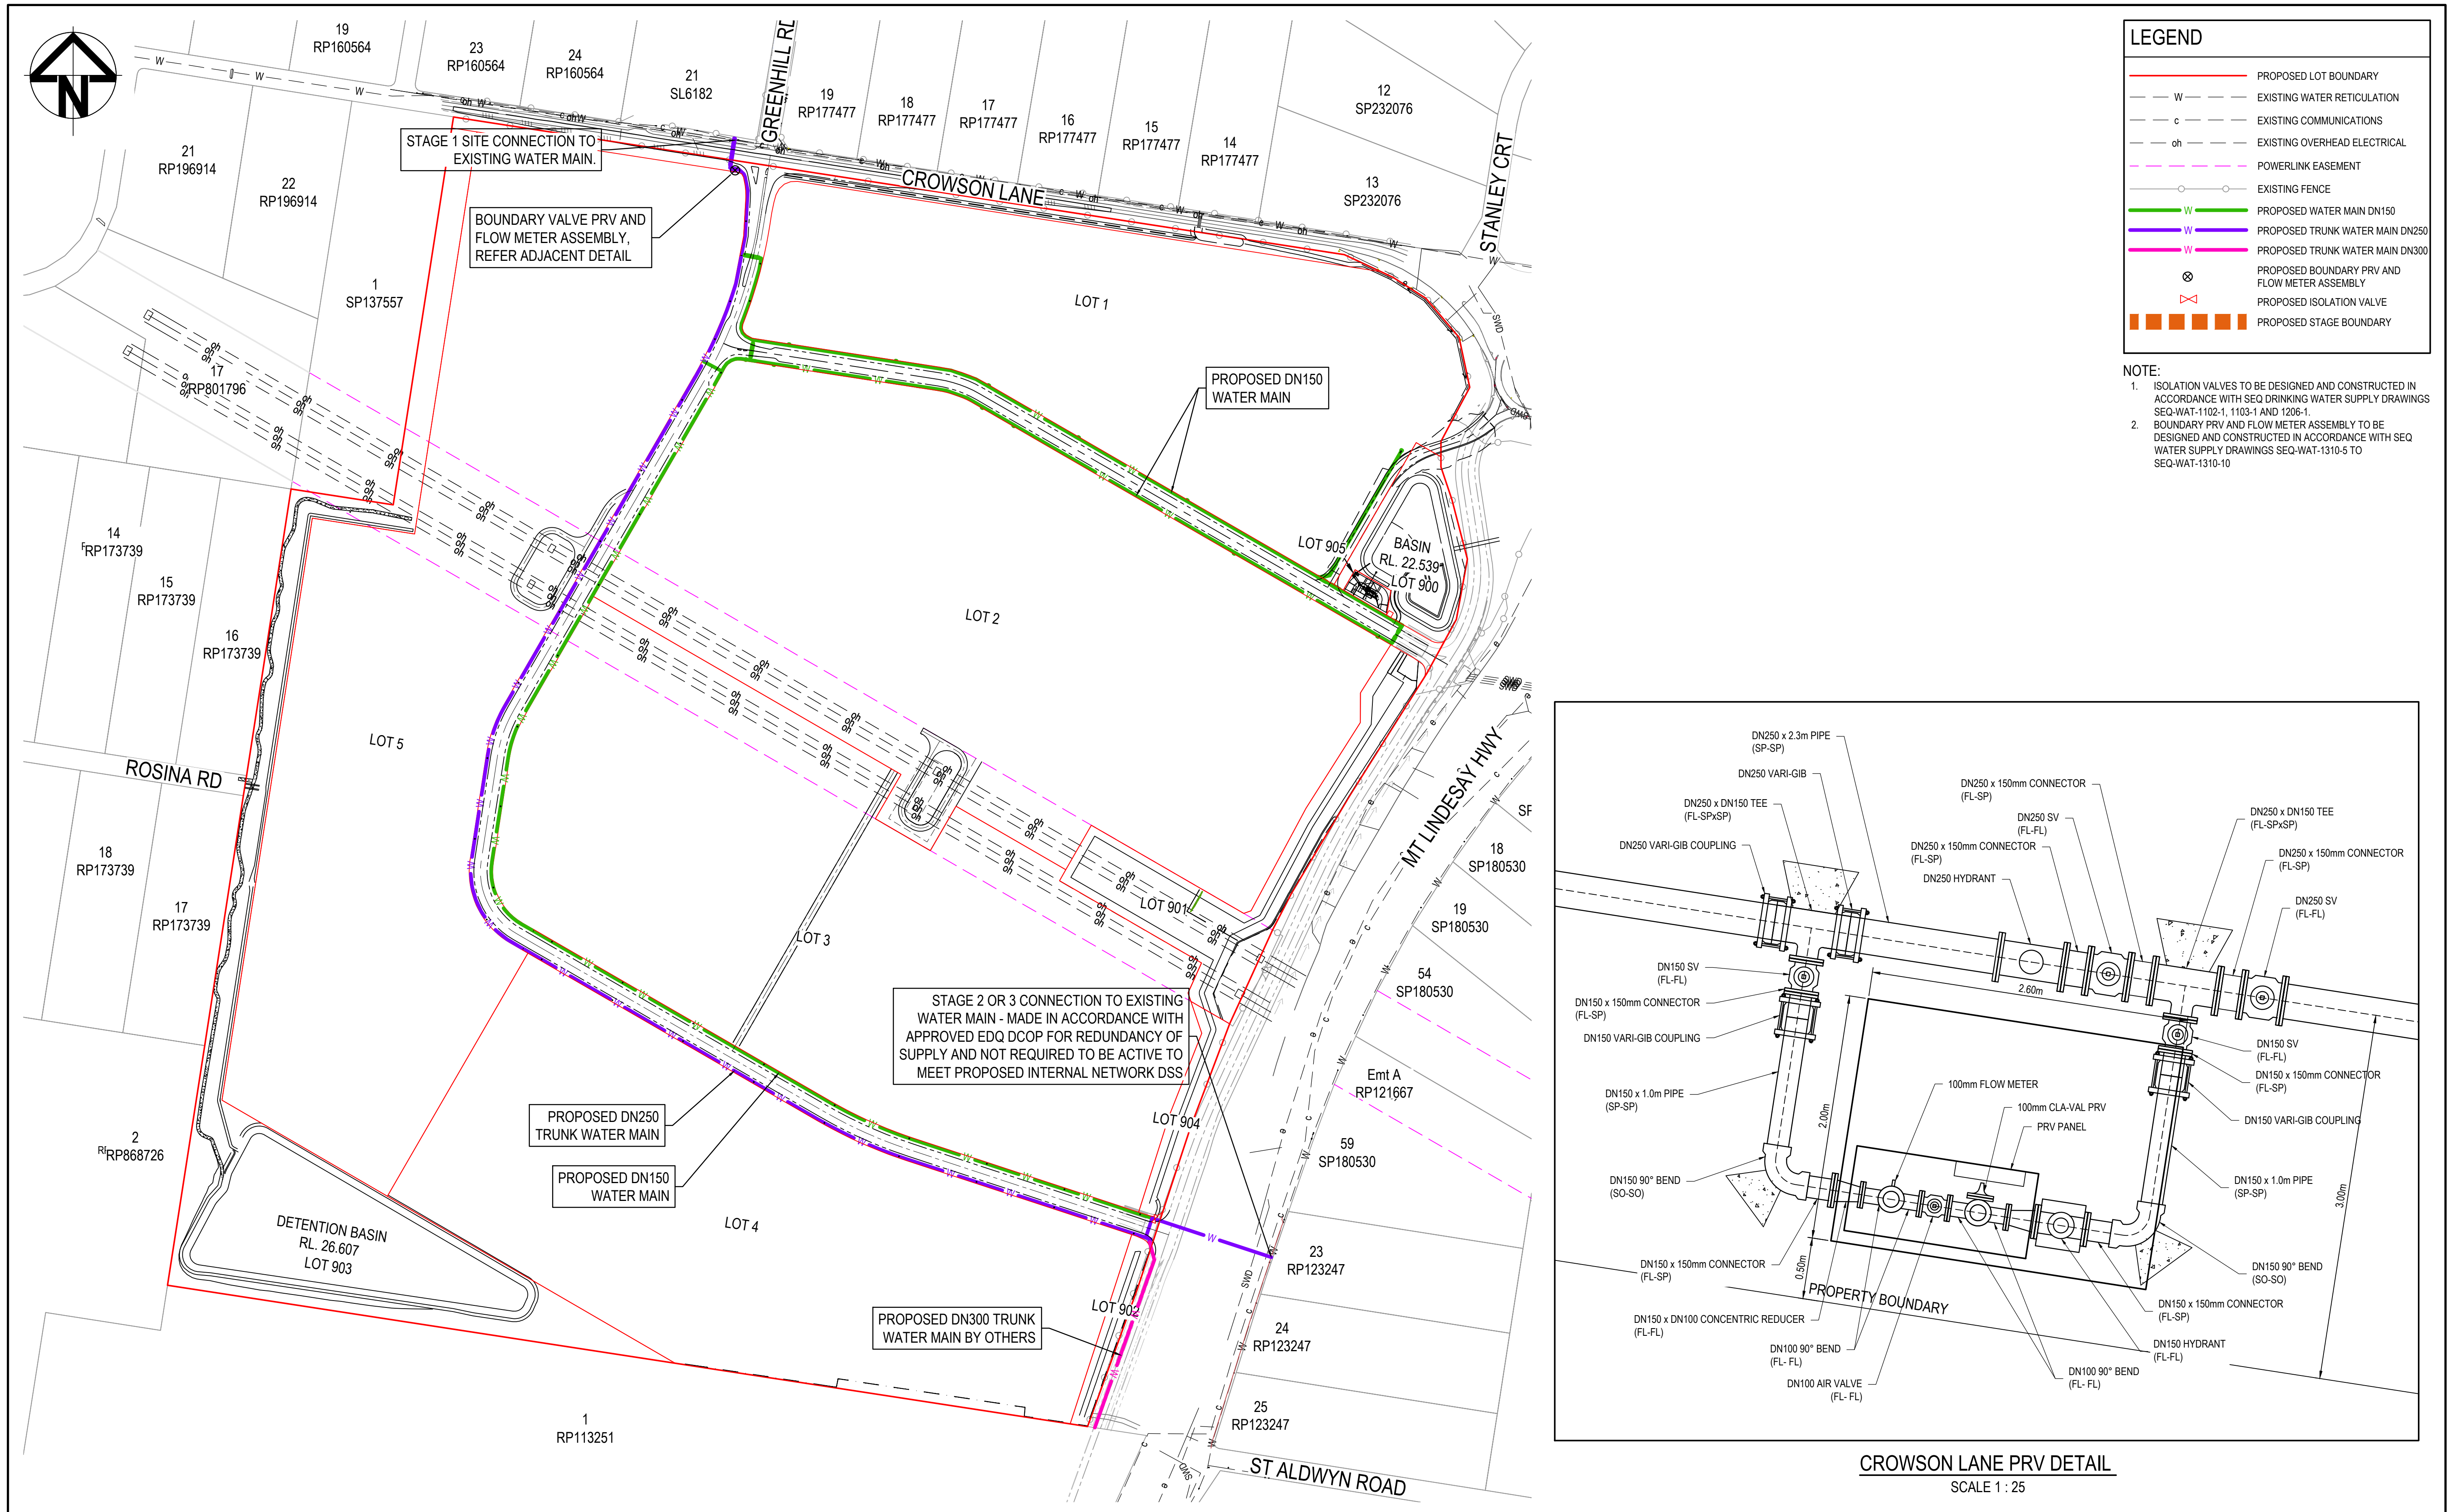 N
19
RP160564
23
RP160564
24
RP160564
21
SL6182
GREENHILL RD
19
RP177477
18
RP177477
17
RP177477
16
RP177477
15
RP177477
14
RP177477
12
SP232076
13
SP232076
STANLEY CRT
CROWSON LANE
STAGE 1 SITE CONNECTION TO
EXISTING WATER MAIN.
BOUNDARY VALVE PRV AND
FLOW METER ASSEMBLY,
REFER ADJACENT DETAIL
21
RP196914
22
RP196914
1
SP137557
17
RP801796
LOT 1
PROPOSED DN150
WATER MAIN
14
RP173739
15
RP173739
16
RP173739
LOT 905
BASIN
RL. 22.539
LOT 900
LOT 2
LOT 5
ROSINA RD
MT LINDESAY HWY
18
RP173739
17
RP173739
LOT 3
LOT 901
18
SP180530
19
SP180530
54
SP180530
STAGE 2 OR 3 CONNECTION TO EXISTING
WATER MAIN - MADE IN ACCORDANCE WITH
APPROVED EDQ DCOP FOR REDUNDANCY OF
SUPPLY AND NOT REQUIRED TO BE ACTIVE TO
MEET PROPOSED INTERNAL NETWORK DSS
Emt A
RP121667
59
SP180530
LOT 904
PROPOSED DN250
TRUNK WATER MAIN
PROPOSED DN150
WATER MAIN
2
RP868726
DETENTION BASIN
RL. 26.607
LOT 903
LOT 4
23
RP123247
LOT 902
PROPOSED DN300 TRUNK
WATER MAIN BY OTHERS
24
RP123247
25
RP123247
1
RP113251
ST ALDWYN ROAD
LEGEND
PROPOSED LOT BOUNDARY
W EXISTING WATER RETICULATION
c EXISTING COMMUNICATIONS
oh EXISTING OVERHEAD ELECTRICAL
POWERLINK EASEMENT
EXISTING FENCE
W PROPOSED WATER MAIN DN150
W PROPOSED TRUNK WATER MAIN DN250
W PROPOSED TRUNK WATER MAIN DN300
PROPOSED BOUNDARY PRV AND
FLOW METER ASSEMBLY
PROPOSED ISOLATION VALVE
PROPOSED STAGE BOUNDARY
NOTE:
1. ISOLATION VALVES TO BE DESIGNED AND CONSTRUCTED IN
ACCORDANCE WITH SEQ DRINKING WATER SUPPLY DRAWINGS
SEQ-WAT-1102-1, 1103-1 AND 1206-1.
2. BOUNDARY PRV AND FLOW METER ASSEMBLY TO BE
DESIGNED AND CONSTRUCTED IN ACCORDANCE WITH SEQ
WATER SUPPLY DRAWINGS SEQ-WAT-1310-5 TO
SEQ-WAT-1310-10
DN250 x 2.3m PIPE
(SP-SP)
DN250 VARI-GIB
DN250 x DN150 TEE
(FL-SPxSP)
DN250 VARI-GIB COUPLING
DN250 x 150mm CONNECTOR
(FL-SP)
DN250 SV
(FL-FL)
DN250 x 150mm CONNECTOR
(FL-SP)
DN250 HYDRANT
DN250 x DN150 TEE
(FL-SPxSP)
DN250 x 150mm CONNECTOR
(FL-SP)
DN250 SV
(FL-FL)
DN150 SV
(FL-FL)
DN150 x 150mm CONNECTOR
(FL-SP)
DN150 VARI-GIB COUPLING
2.60m
DN150 SV
(FL-FL)
DN150 x 150mm CONNECTOR
(FL-SP)
DN150 VARI-GIB COUPLING
DN150 x 1.0m PIPE
(SP-SP)
2.00m
100mm FLOW METER
100mm CLA-VAL PRV
PRV PANEL
DN150 x 1.0m PIPE
(SP-SP)
3.00m
DN150 90° BEND
(SO-SO)
DN150 x 150mm CONNECTOR
(FL-SP)
0.50m
PROPERTY BOUNDARY
DN150 90° BEND
(SO-SO)
DN150 x 150mm CONNECTOR
(FL-SP)
DN150 x DN100 CONCENTRIC REDUCER
(FL-FL)
DN100 90° BEND
(FL- FL)
DN100 AIR VALVE
(FL- FL)
DN150 HYDRANT
(FL-FL)
DN100 90° BEND
(FL- FL)
CROWSON LANE PRV DETAIL
SCALE 1 : 25